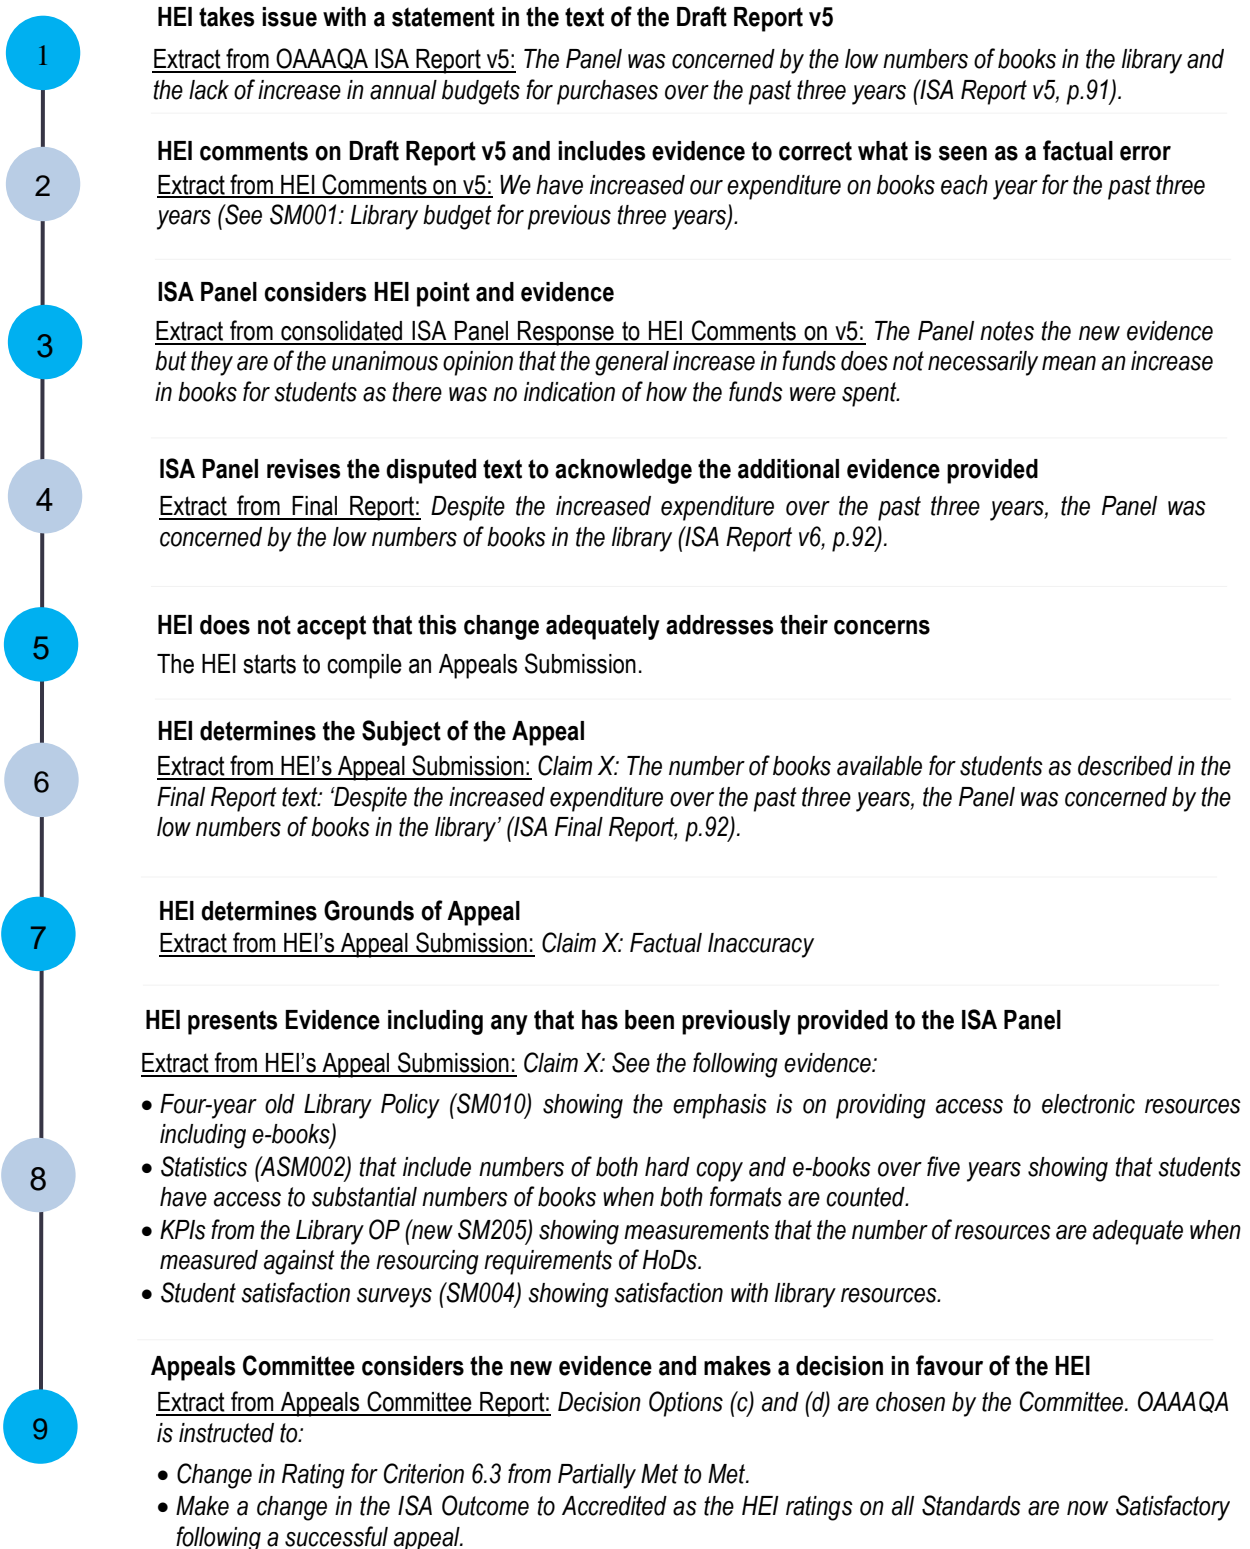 HEI takes issue with a statement in the text of the Draft Report v5
1
Extract from OAAAQA ISA Report v5: The Panel was concerned by the low numbers of books in the library and
the lack of increase in annual budgets for purchases over the past three years (ISA Report v5, p.91).
HEI comments on Draft Report v5 and includes evidence to correct what is seen as a factual error
2
Extract from HEI Comments on v5: We have increased our expenditure on books each year for the past three
years (See SM001: Library budget for previous three years).
ISA Panel considers HEI point and evidence
3
Extract from consolidated ISA Panel Response to HEI Comments on v5: The Panel notes the new evidence
but they are of the unanimous opinion that the general increase in funds does not necessarily mean an increase
in books for students as there was no indication of how the funds were spent.
ISA Panel revises the disputed text to acknowledge the additional evidence provided
4
Extract from Final Report: Despite the increased expenditure over the past three years, the Panel was
concerned by the low numbers of books in the library (ISA Report v6, p.92).
HEI does not accept that this change adequately addresses their concerns
5
The HEI starts to compile an Appeals Submission.
HEI determines the Subject of the Appeal
6
Extract from HEI's Appeal Submission: Claim X: The number of books available for students as described in the
Final Report text: ‘Despite the increased expenditure over the past three years, the Panel was concerned by the
low numbers of books in the library’ (ISA Final Report, p.92).
HEI determines Grounds of Appeal
7
Extract from HEI’s Appeal Submission: Claim X: Factual Inaccuracy
HEI presents Evidence including any that has been previously provided to the ISA Panel
Extract from HEI’s Appeal Submission: Claim X: See the following evidence:
• Four-year old Library Policy (SM010) showing the emphasis is on providing access to electronic resources
including e-books)
8
• Statistics (ASM002) that include numbers of both hard copy and e-books over five years showing that students
have access to substantial numbers of books when both formats are counted.
• KPIs from the Library OP (new SM205) showing measurements that the number of resources are adequate when
measured against the resourcing requirements of HoDs.
• Student satisfaction surveys (SM004) showing satisfaction with library resources.
Appeals Committee considers the new evidence and makes a decision in favour of the HEI
9
Extract from Appeals Committee Report: Decision Options (c) and (d) are chosen by the Committee. OAAAQA
is instructed to:
• Change in Rating for Criterion 6.3 from Partially Met to Met.
• Make a change in the ISA Outcome to Accredited as the HEI ratings on all Standards are now Satisfactory
following a successful appeal.